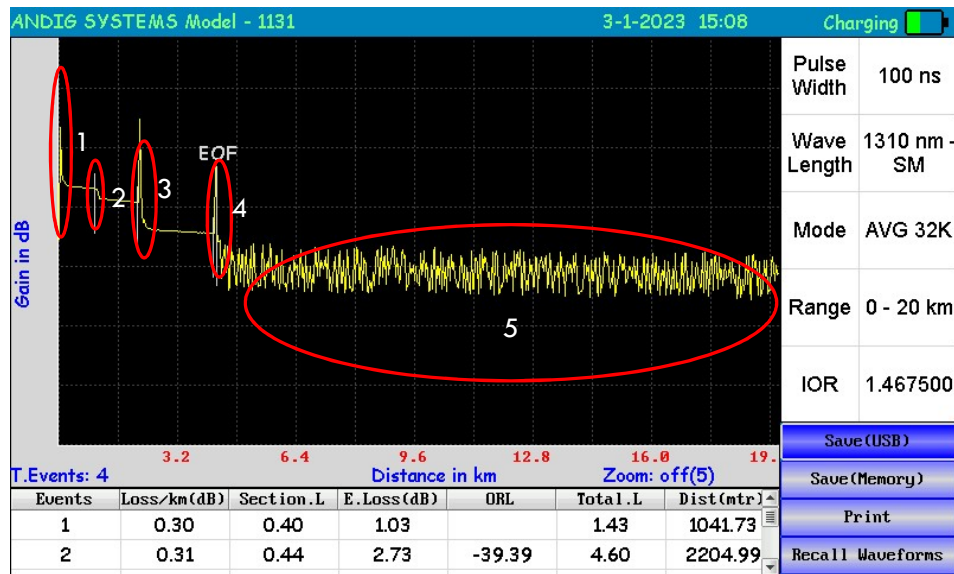 ANDIG SYSTEMS Model - 1131 3-1-2023 15:08 Charging
Pulse Width 100 ns
Wave Length 1310 nm - SM
Mode AVG 32K
Range 0 - 20 km
IOR 1.467500
Gain in dB
1
2
3
EOF
4
5
3.2 6.4 9.6 12.8 16.0 19.
T.Events: 4 Distance in km Zoom: off(5)
Events Loss/km(dB) Section.L E.Loss(dB) ORL Total.L Dist(mtr)
1 0.30 0.40 1.03 1.43 1041.73
2 0.31 0.44 2.73 -39.39 4.60 2204.99
Save(USB)
Save(Memory)
Print
Recall Waveforms